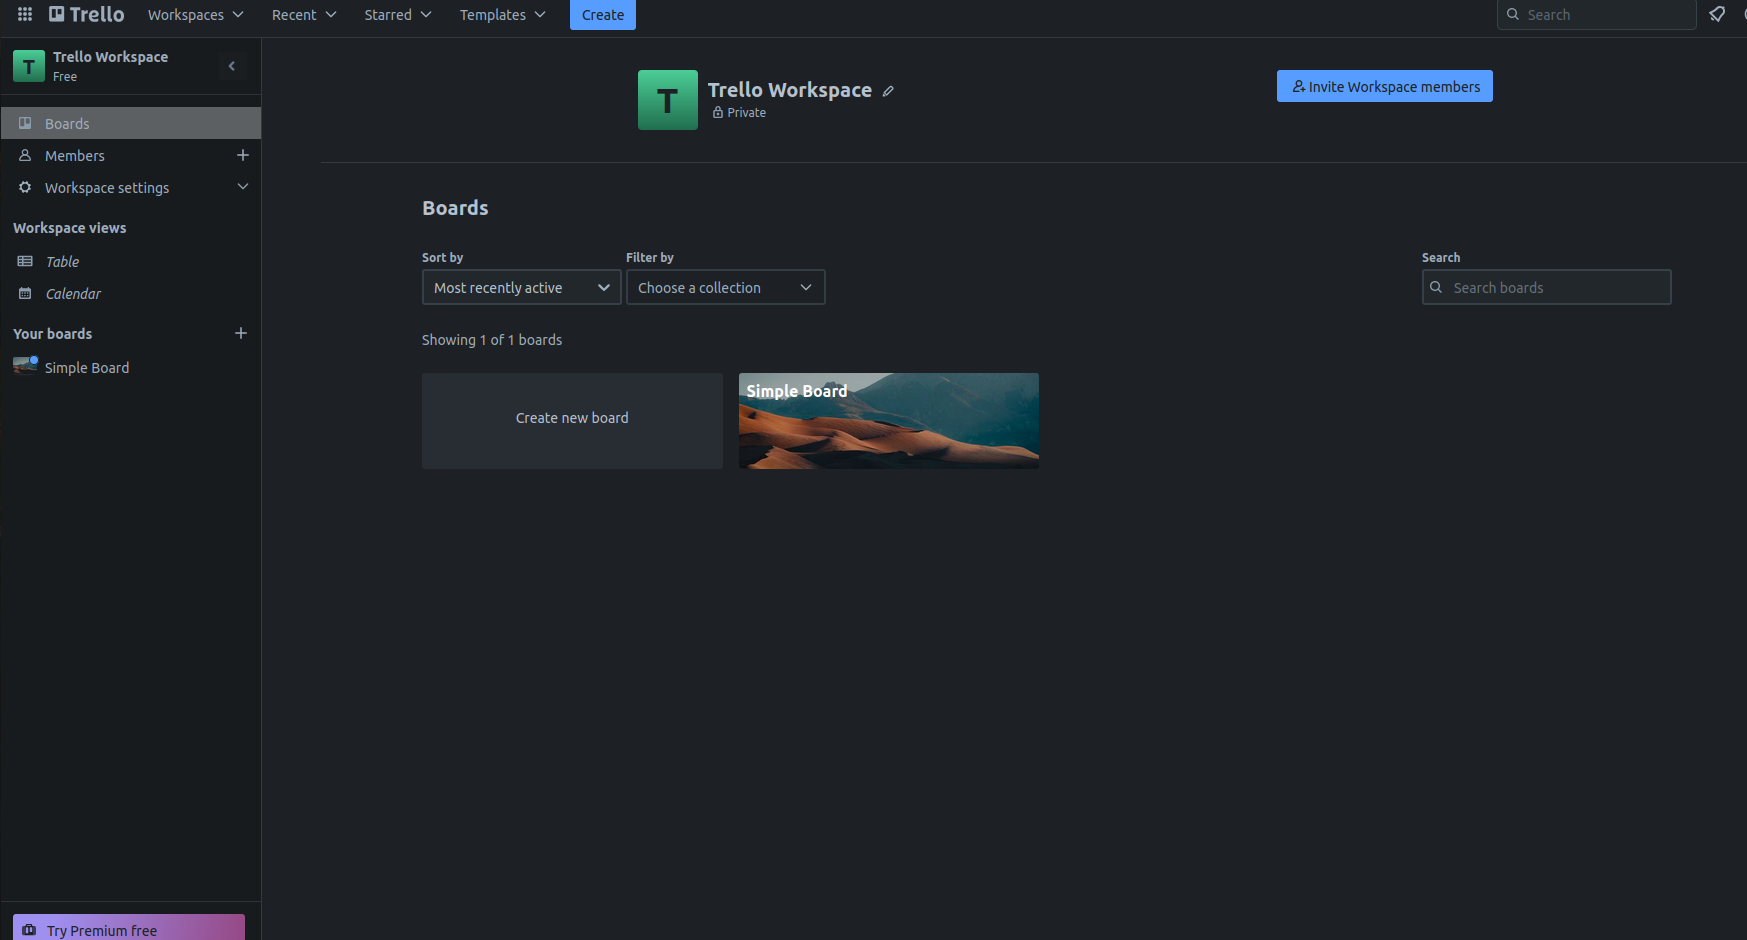 Trello Workspaces Recent Starred Templates Create Search
T Trello Workspace
Free
Boards
Members
Workspace settings
Workspace views
Table
Calendar
Your boards
Simple Board
Try Premium free
T Trello Workspace
Private
Invite Workspace members
Boards
Sort by Filter by Search
Most recently active Choose a collection Search boards
Showing 1 of 1 boards
Create new board
Simple Board